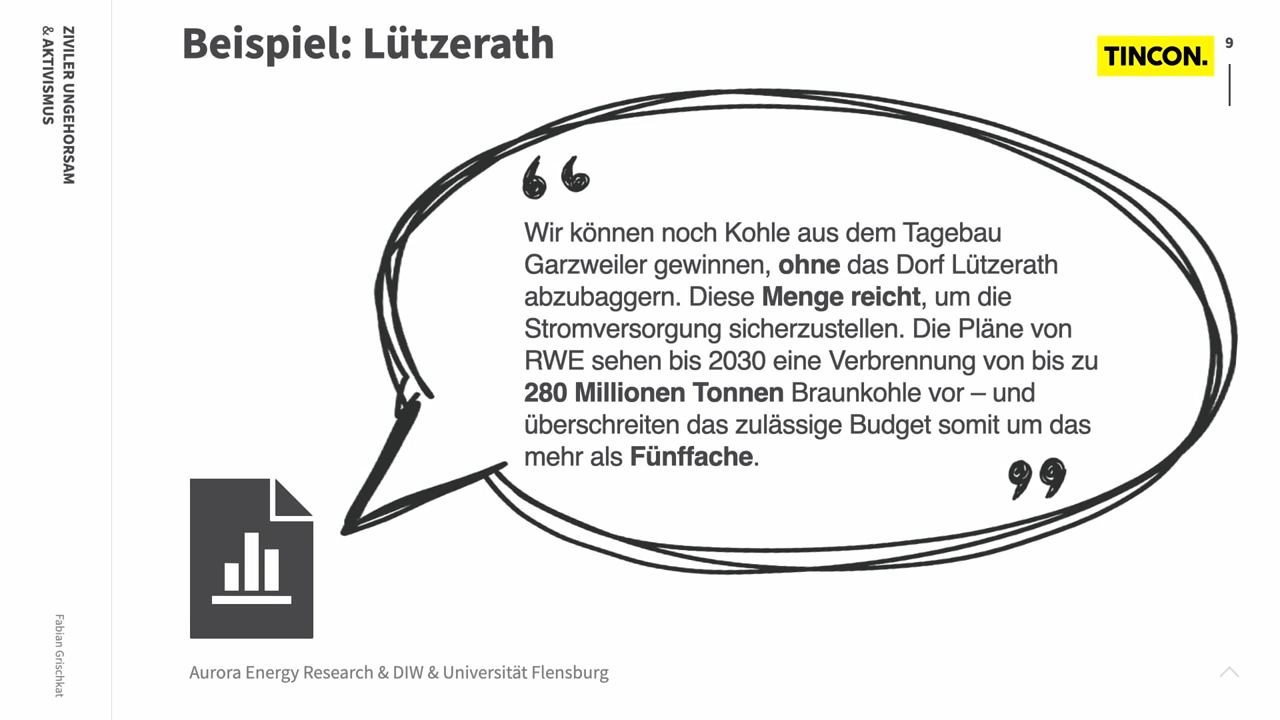 ZIVILER UNGEHORSAM
& AKTIVISMUS
Beispiel: Lützerath
TINCON.
9
Wir können noch Kohle aus dem Tagebau
Garzweiler gewinnen, ohne das Dorf Lützerath
abzubaggern. Diese Menge reicht, um die
Stromversorgung sicherzustellen. Die Pläne von
RWE sehen bis 2030 eine Verbrennung von bis zu
280 Millionen Tonnen Braunkohle vor – und
überschreiten das zulässige Budget somit um das
mehr als Fünffache.
Fabian Grischkat
Aurora Energy Research & DIW & Universität Flensburg